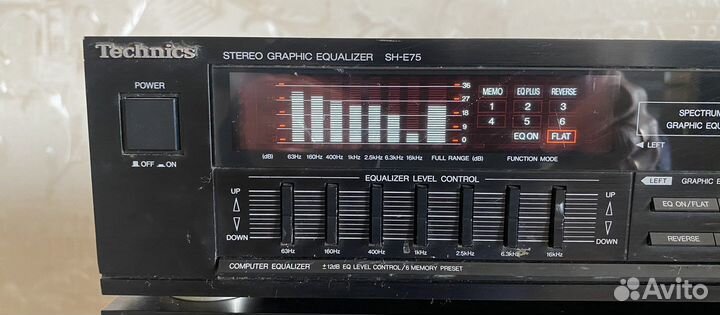 Technics
STEREO GRAPHIC EQUALIZER SH-E75
POWER
OFF ON
36
27
18
9
0
(dB) 63Hz 160Hz 400Hz 1kHz 2.5kHz 6.3kHz 16kHz FULL RANGE (dB)
MEMO EQ PLUS REVERSE
1 2 3
4 5 6
EQ ON FLAT
FUNCTION MODE
SPECTRUM
GRAPHIC EQ
LEFT
EQUALIZER LEVEL CONTROL
UP
DOWN
63Hz 160Hz 400Hz 1kHz 2.5kHz 6.3kHz 16kHz
UP
DOWN
COMPUTER EQUALIZER ±12dB EQ LEVEL CONTROL/6 MEMORY PRESET
LEFT GRAPHIC E
EQ ON/FLAT
REVERSE
Avito